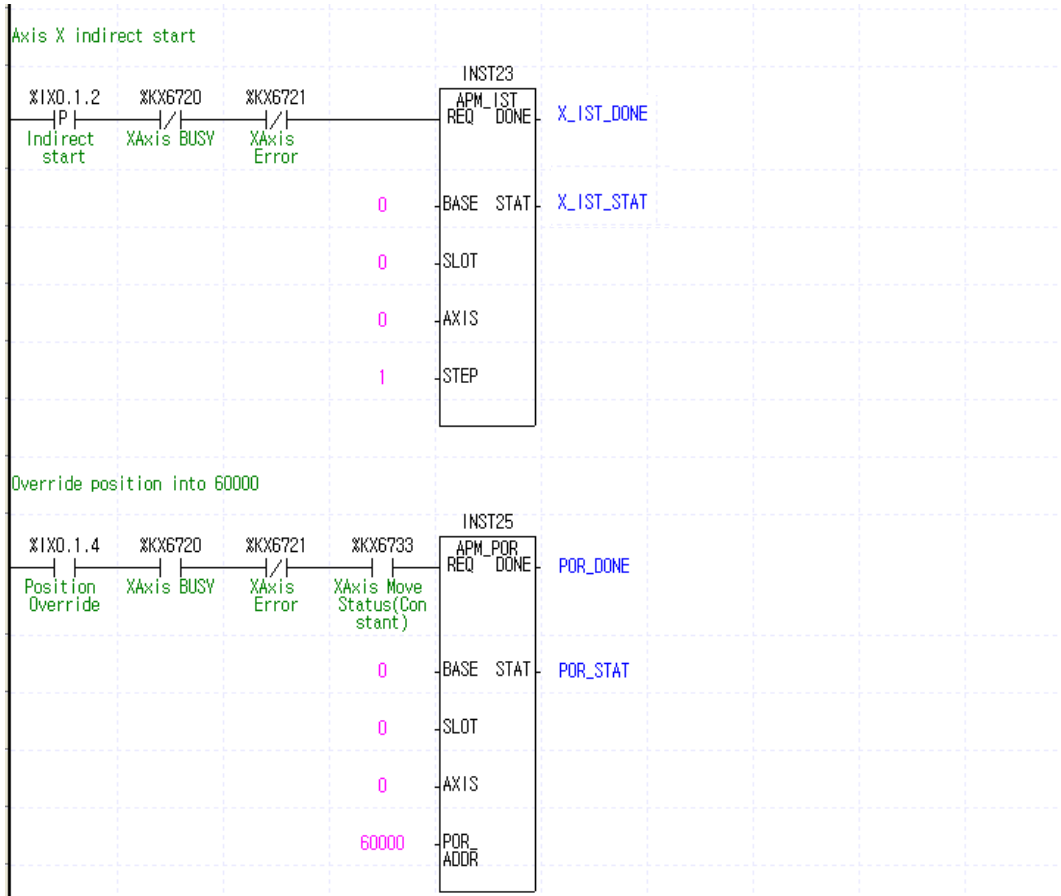 Axis X indirect start
INST23
%IX0.1.2 %KX6720 %KX6721 APM_IST
P REQ DONE X_IST_DONE
Indirect XAxis BUSY XAxis
start Error
0 BASE STAT X_IST_STAT
0 SLOT
0 AXIS
1 STEP
Override position into 60000
INST25
%IX0.1.4 %KX6720 %KX6721 %KX6733 APM_POR
REQ DONE POR_DONE
Position XAxis BUSY XAxis XAxis Move
Override Error Status(Con
stant)
0 BASE STAT POR_STAT
0 SLOT
0 AXIS
60000 POR_
ADDR